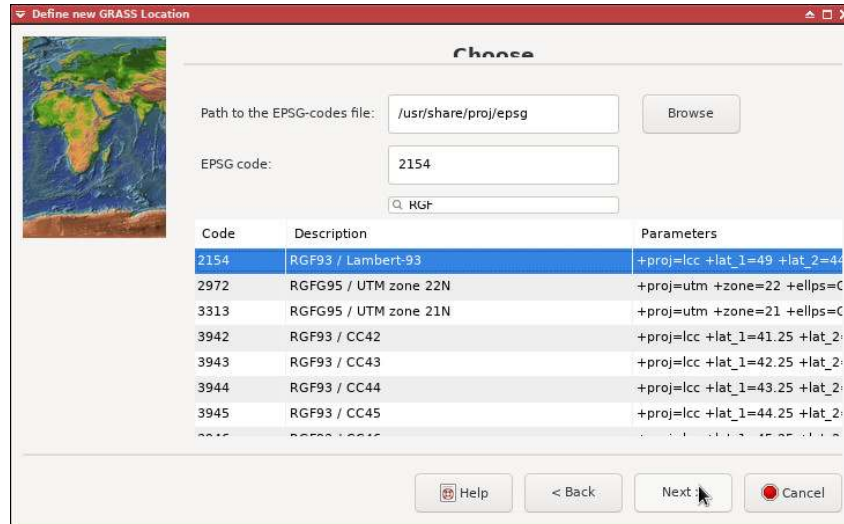 Define new GRASS Location
Choose
Path to the EPSG-codes file: /usr/share/proj/epsg Browse
EPSG code: 2154
RGF
Code Description Parameters
2154 RGF93 / Lambert-93 +proj=lcc +lat_1=49 +lat_2=44
2972 RGFG95 / UTM zone 22N +proj=utm +zone=22 +ellps=
3313 RGFG95 / UTM zone 21N +proj=utm +zone=21 +ellps=
3942 RGF93 / CC42 +proj=lcc +lat_1=41.25 +lat_2
3943 RGF93 / CC43 +proj=lcc +lat_1=42.25 +lat_2
3944 RGF93 / CC44 +proj=lcc +lat_1=43.25 +lat_2
3945 RGF93 / CC45 +proj=lcc +lat_1=44.25 +lat_2
Help < Back Next Cancel